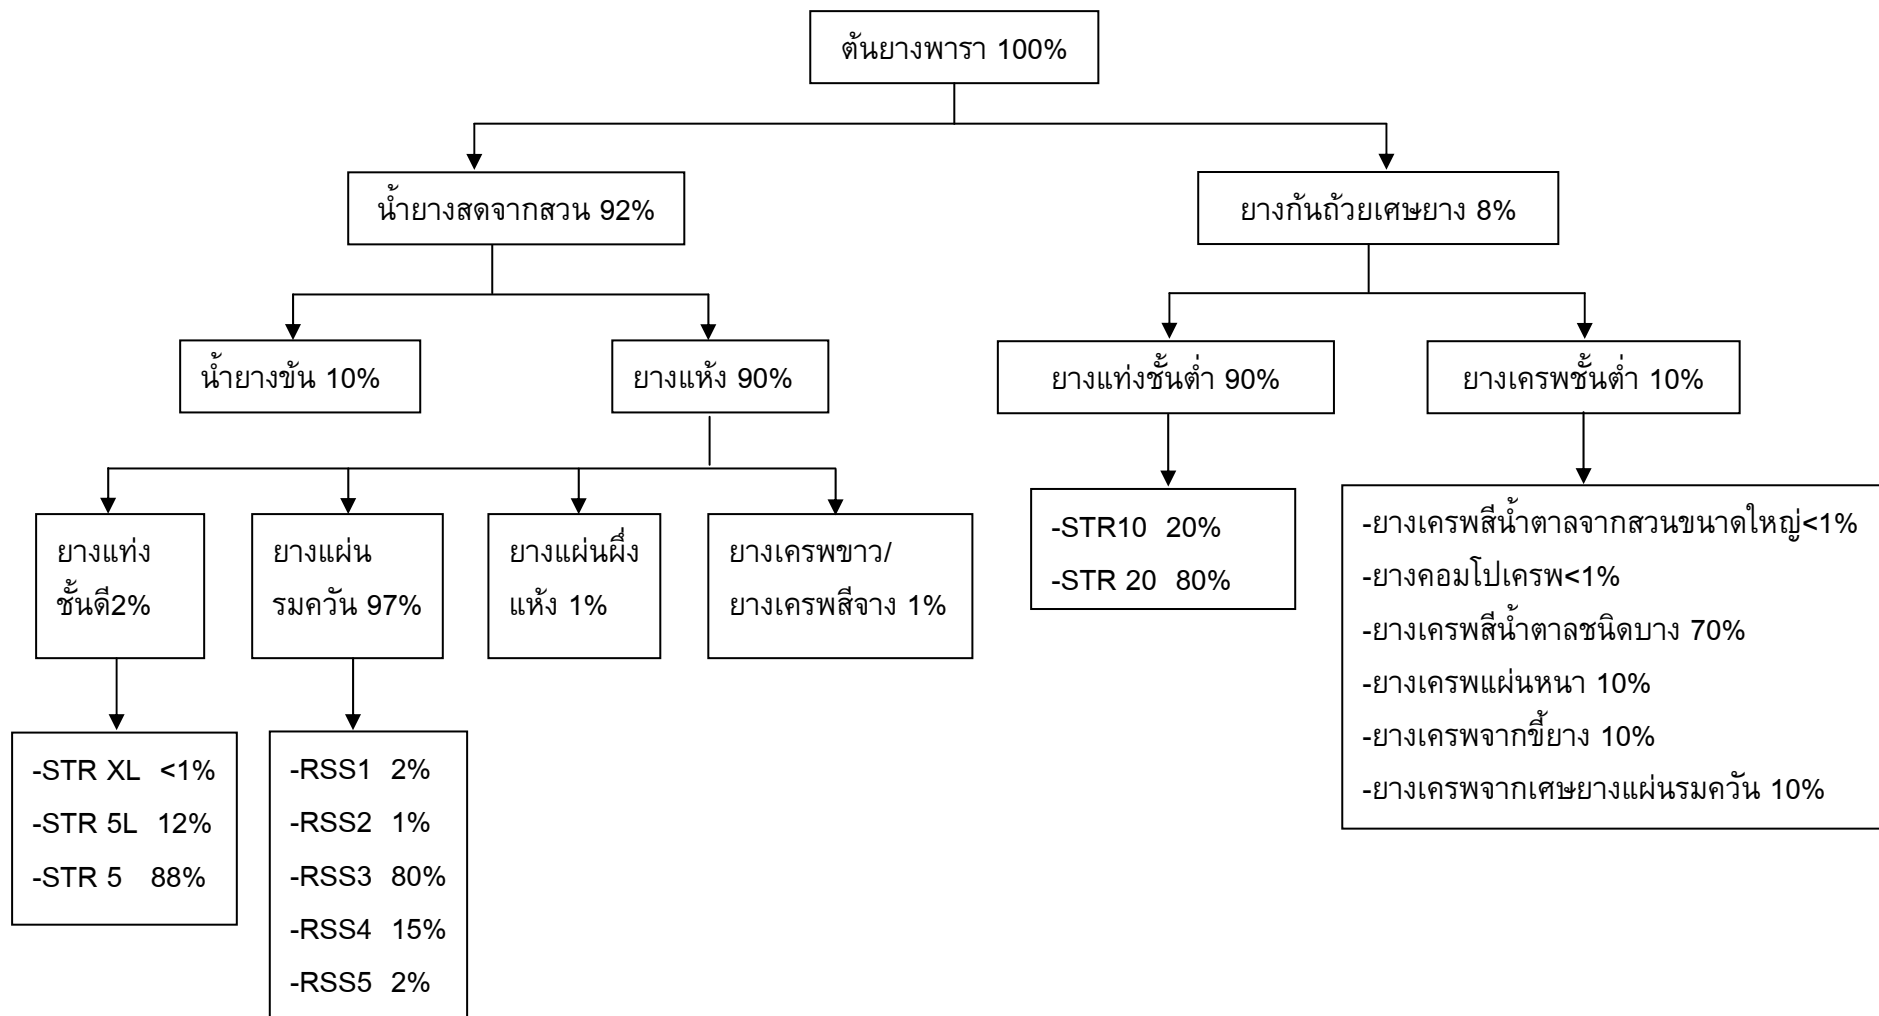 ต้นยางพารา 100%
น้ำยางสดจากสวน 92%
ยางก้นถ้วยเศษยาง 8%
น้ำยางข้น 10%
ยางแห้ง 90%
ยางแท่งชั้นต่ำ 90%
ยางเครพชั้นต่ำ 10%
ยางแท่ง
ชั้นดี2%
ยางแผ่น
รมควัน 97%
ยางแผ่นผึ่ง
แห้ง 1%
ยางเครพขาว/
ยางเครพสีจาง 1%
-STR10 20%
-STR 20 80%
-ยางเครพสีน้ำตาลจากสวนขนาดใหญ่<1%
-ยางคอมโปเครพ<1%
-ยางเครพสีน้ำตาลชนิดบาง 70%
-ยางเครพแผ่นหนา 10%
-ยางเครพจากขี้ยาง 10%
-ยางเครพจากเศษยางแผ่นรมควัน 10%
-STR XL <1%
-STR 5L 12%
-STR 5 88%
-RSS1 2%
-RSS2 1%
-RSS3 80%
-RSS4 15%
-RSS5 2%